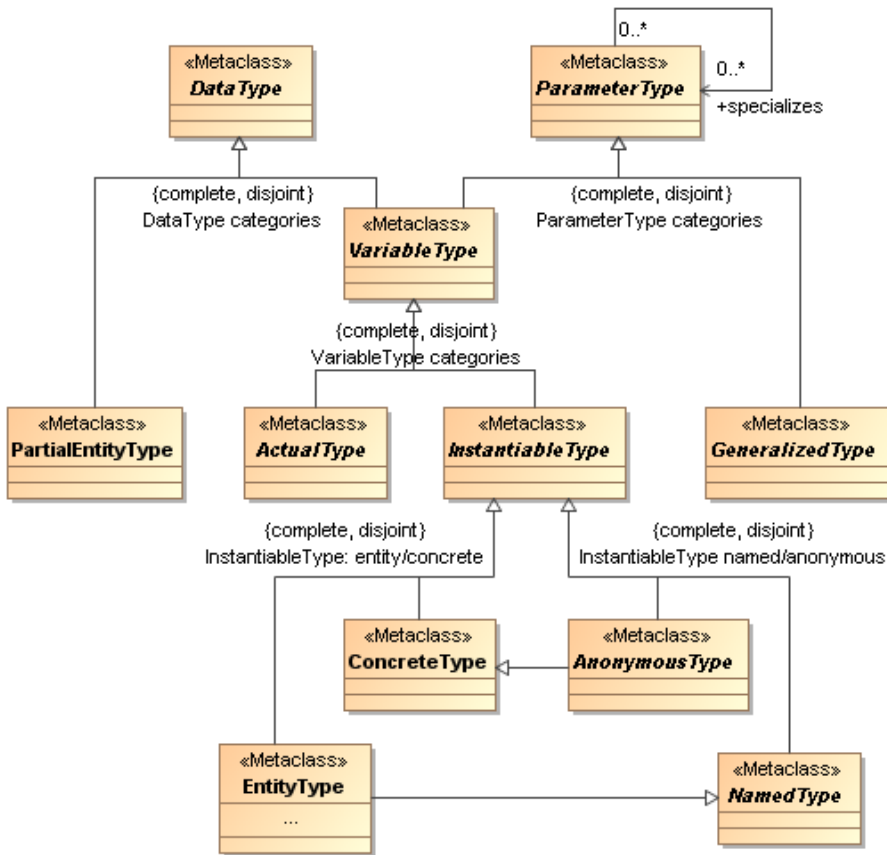 0..*
«Metaclass»
DataType
«Metaclass»
ParameterType
0..*
+specializes
{complete, disjoint}
DataType categories
{complete, disjoint}
ParameterType categories
«Metaclass»
VariableType
{complete, disjoint}
VariableType categories
«Metaclass»
PartialEntityType
«Metaclass»
ActualType
«Metaclass»
InstantiableType
«Metaclass»
GeneralizedType
{complete, disjoint}
InstantiableType: entity/concrete
{complete, disjoint}
InstantiableType named/anonymous
«Metaclass»
ConcreteType
«Metaclass»
AnonymousType
«Metaclass»
EntityType
...
«Metaclass»
NamedType